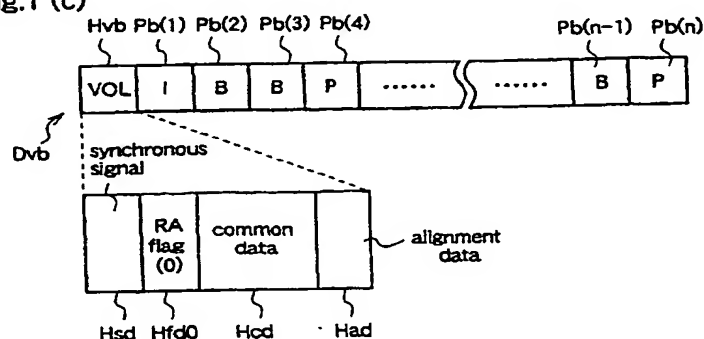 Fig.1 (c)
Hvb Pb(1) Pb(2) Pb(3) Pb(4) Pb(n-1) Pb(n)
VOL I B B P ...... ...... B P
Dvb
synchronous
signal
RA
flag
(0)
common
data
alignment
data
Hsd Hfd0 Hcd Had